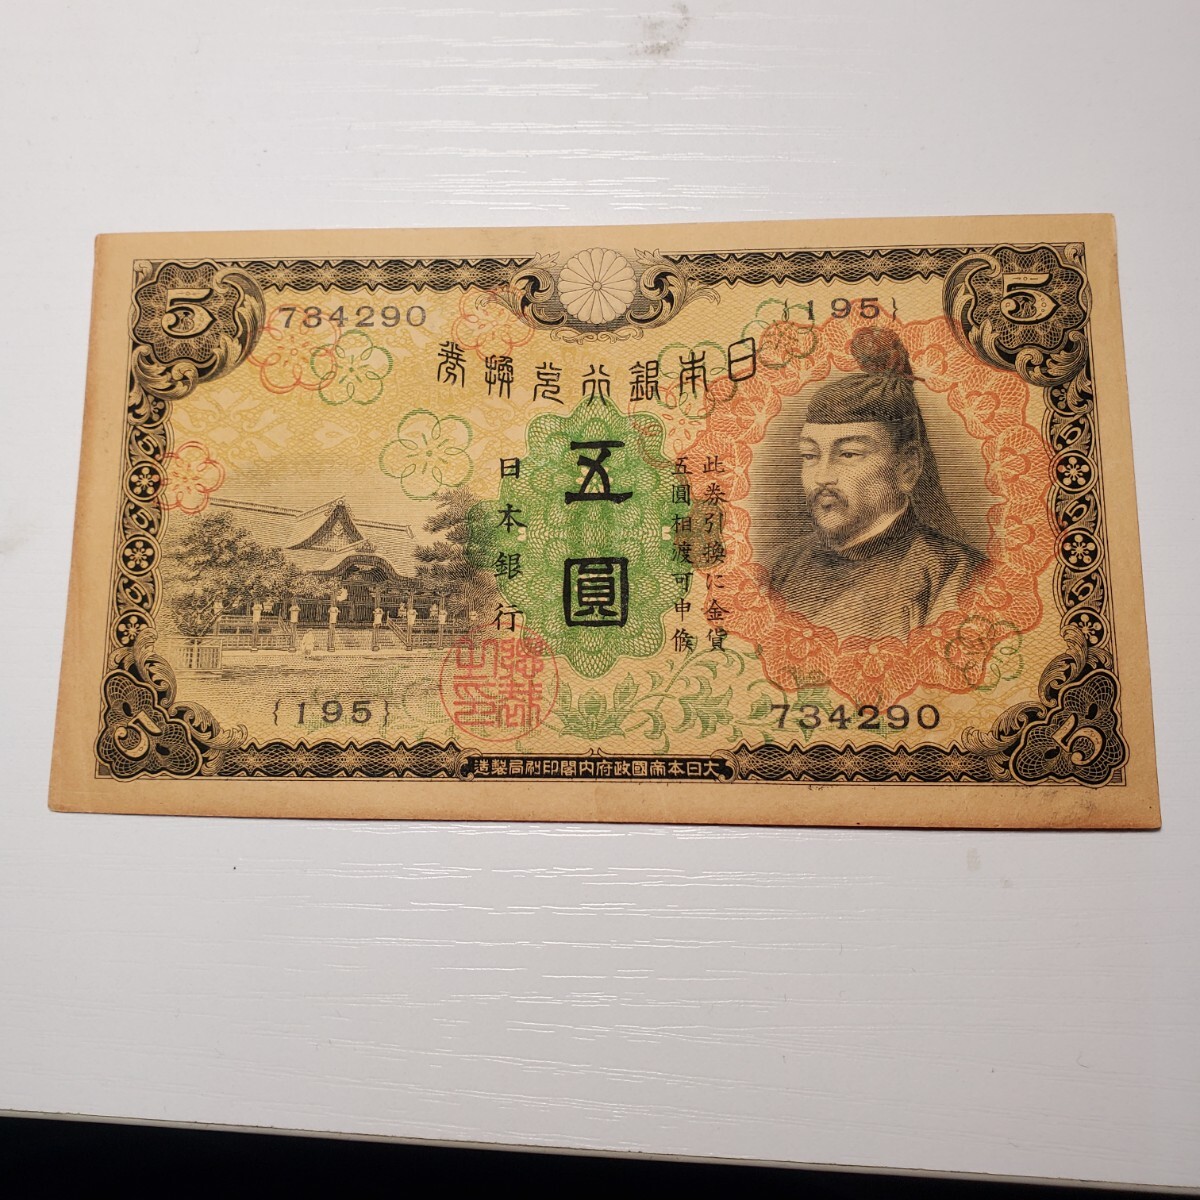 5
5
734290
{195}
日本銀行兌換券
此券引換に金貨
五圓相渡可申候
五圓
日本銀行
{195}
734290
大日本帝國政府内閣印刷局製造
5
5